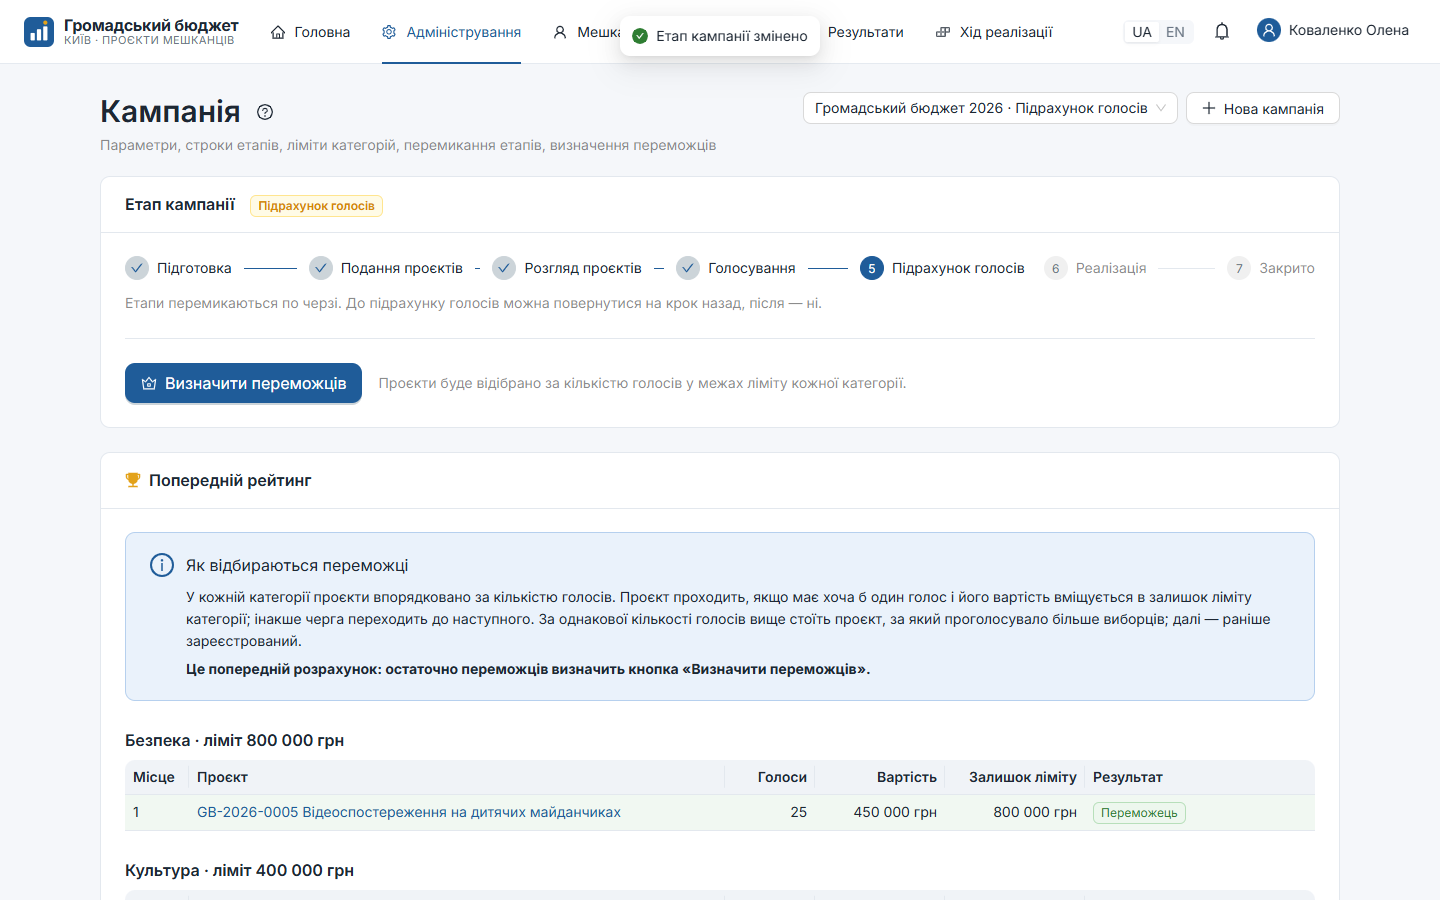 Громадський бюджет
КИЇВ · ПРОЄКТИ МЕШКАНЦІВ
Головна
Адміністрування
Етап кампанії змінено
Результати
Хід реалізації
UA EN
Коваленко Олена
Кампанія
Громадський бюджет 2026 · Підрахунок голосів
Нова кампанія
Параметри, строки етапів, ліміти категорій, перемикання етапів, визначення переможців
Етап кампанії
Підрахунок голосів
Підготовка
Подання проєктів
Розгляд проєктів
Голосування
5 Підрахунок голосів
6 Реалізація
7 Закрито
Етапи перемикаються по черзі. До підрахунку голосів можна повернутися на крок назад, після — ні.
Визначити переможців
Проєкти буде відібрано за кількістю голосів у межах ліміту кожної категорії.
Попередній рейтинг
Як відбираються переможці
У кожній категорії проєкти впорядковано за кількістю голосів. Проєкт проходить, якщо має хоча б один голос і його вартість вміщується в залишок ліміту
категорії; інакше черга переходить до наступного. За однакової кількості голосів вище стоїть проєкт, за який проголосувало більше виборців; далі — раніше
зареєстрований.
Це попередній розрахунок: остаточно переможців визначить кнопка «Визначити переможців».
Безпека · ліміт 800 000 грн
Місце Проєкт Голоси Вартість Залишок ліміту Результат
1 GB-2026-0005 Відеоспостереження на дитячих майданчиках 25 450 000 грн 800 000 грн Переможець
Культура · ліміт 400 000 грн